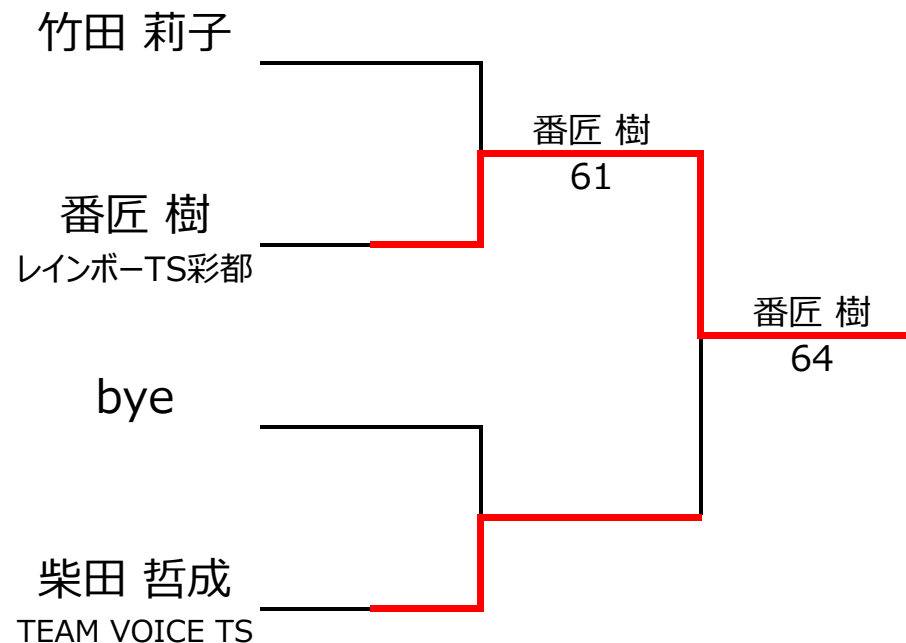 竹田 莉子
番匠 樹
61
番匠 樹
レインボーTS彩都
番匠 樹
64
bye
柴田 哲成
TEAM VOICE TS